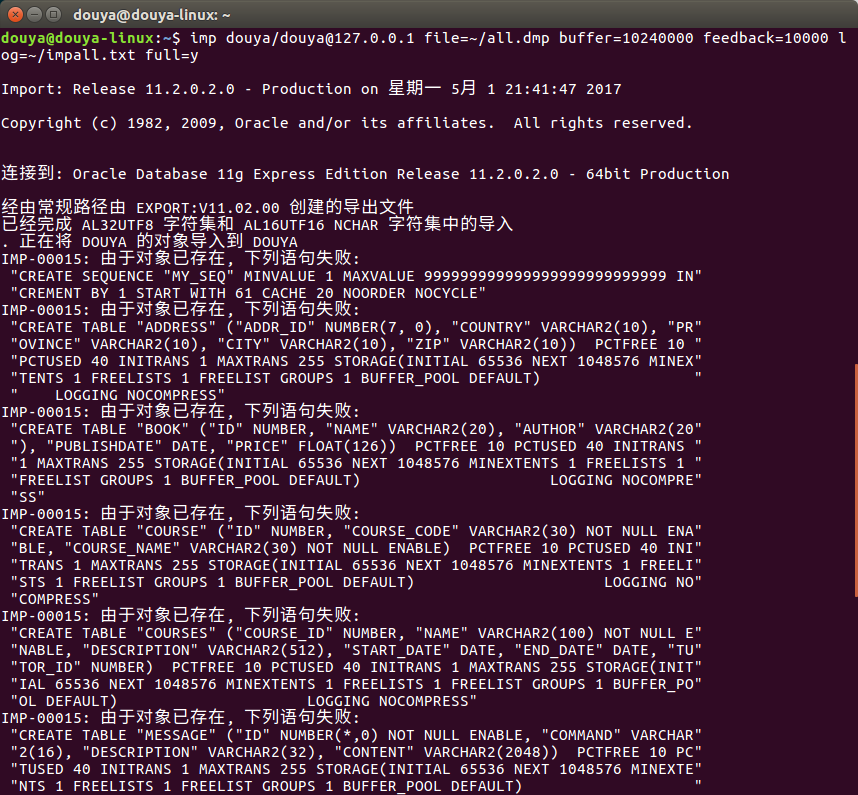 douya@douya-linux: ~
douya@douya-linux:~$ imp douya/douya@127.0.0.1 file=~/all.dmp buffer=10240000 feedback=10000 l
og=~/impall.txt full=y
Import: Release 11.2.0.2.0 - Production on 星期一 5月 1 21:41:47 2017
Copyright (c) 1982, 2009, Oracle and/or its affiliates.  All rights reserved.
连接到: Oracle Database 11g Express Edition Release 11.2.0.2.0 - 64bit Production
经由常规路径由 EXPORT:V11.02.00 创建的导出文件
已经完成 AL32UTF8 字符集和 AL16UTF16 NCHAR 字符集中的导入
. 正在将 DOUYA 的对象导入到 DOUYA
IMP-00015: 由于对象已存在, 下列语句失败:
 "CREATE SEQUENCE "MY_SEQ" MINVALUE 1 MAXVALUE 9999999999999999999999999999 IN"
 "CREMENT BY 1 START WITH 61 CACHE 20 NOORDER NOCYCLE"
IMP-00015: 由于对象已存在, 下列语句失败:
 "CREATE TABLE "ADDRESS" ("ADDR_ID" NUMBER(7, 0), "COUNTRY" VARCHAR2(10), "PR"
 "OVINCE" VARCHAR2(10), "CITY" VARCHAR2(10), "ZIP" VARCHAR2(10))  PCTFREE 10 "
 "PCTUSED 40 INITRANS 1 MAXTRANS 255 STORAGE(INITIAL 65536 NEXT 1048576 MINEX"
 "TENTS 1 FREELISTS 1 FREELIST GROUPS 1 BUFFER_POOL DEFAULT)                 "
 "    LOGGING NOCOMPRESS"
IMP-00015: 由于对象已存在, 下列语句失败:
 "CREATE TABLE "BOOK" ("ID" NUMBER, "NAME" VARCHAR2(20), "AUTHOR" VARCHAR2(20"
 "), "PUBLISHDATE" DATE, "PRICE" FLOAT(126))  PCTFREE 10 PCTUSED 40 INITRANS "
 "1 MAXTRANS 255 STORAGE(INITIAL 65536 NEXT 1048576 MINEXTENTS 1 FREELISTS 1 "
 "FREELIST GROUPS 1 BUFFER_POOL DEFAULT)                     LOGGING NOCOMPRE"
 "SS"
IMP-00015: 由于对象已存在, 下列语句失败:
 "CREATE TABLE "COURSE" ("ID" NUMBER, "COURSE_CODE" VARCHAR2(30) NOT NULL ENA"
 "BLE, "COURSE_NAME" VARCHAR2(30) NOT NULL ENABLE)  PCTFREE 10 PCTUSED 40 INI"
 "TRANS 1 MAXTRANS 255 STORAGE(INITIAL 65536 NEXT 1048576 MINEXTENTS 1 FREELI"
 "STS 1 FREELIST GROUPS 1 BUFFER_POOL DEFAULT)                     LOGGING NO"
 "COMPRESS"
IMP-00015: 由于对象已存在, 下列语句失败:
 "CREATE TABLE "COURSES" ("COURSE_ID" NUMBER, "NAME" VARCHAR2(100) NOT NULL E"
 "NABLE, "DESCRIPTION" VARCHAR2(512), "START_DATE" DATE, "END_DATE" DATE, "TU"
 "TOR_ID" NUMBER)  PCTFREE 10 PCTUSED 40 INITRANS 1 MAXTRANS 255 STORAGE(INIT"
 "IAL 65536 NEXT 1048576 MINEXTENTS 1 FREELISTS 1 FREELIST GROUPS 1 BUFFER_PO"
 "OL DEFAULT)                     LOGGING NOCOMPRESS"
IMP-00015: 由于对象已存在, 下列语句失败:
 "CREATE TABLE "MESSAGE" ("ID" NUMBER(*,0) NOT NULL ENABLE, "COMMAND" VARCHAR"
 "2(16), "DESCRIPTION" VARCHAR2(32), "CONTENT" VARCHAR2(2048))  PCTFREE 10 PC"
 "TUSED 40 INITRANS 1 MAXTRANS 255 STORAGE(INITIAL 65536 NEXT 1048576 MINEXTE"
 "NTS 1 FREELISTS 1 FREELIST GROUPS 1 BUFFER_POOL DEFAULT)                   "